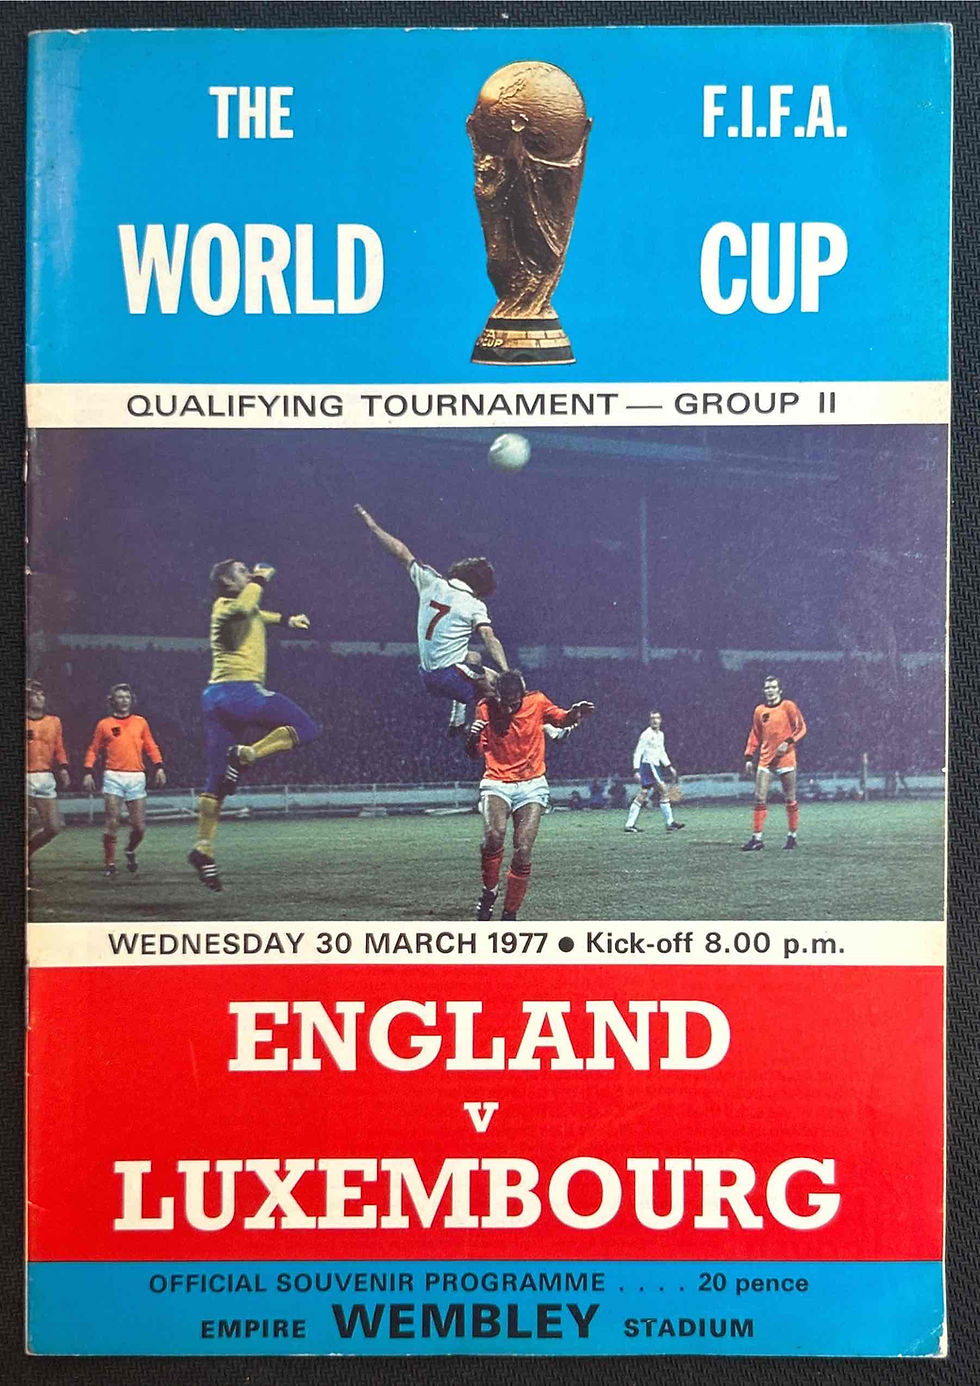 THE F.I.F.A.
WORLD CUP
QUALIFYING TOURNAMENT — GROUP II
7
WEDNESDAY 30 MARCH 1977 ● Kick-off 8.00 p.m.
ENGLAND
v
LUXEMBOURG
OFFICIAL SOUVENIR PROGRAMME . . . . 20 pence
EMPIRE WEMBLEY STADIUM